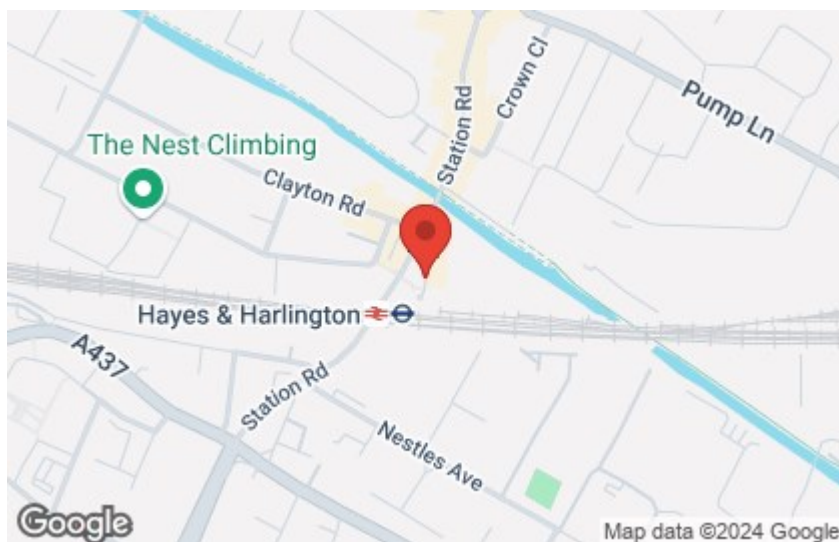 Crown Cl
Station Rd
Pump Ln
The Nest Climbing
Clayton Rd
Hayes & Harlington
A437
Station Rd
Nestles Ave
Google
Map data ©2024 Google